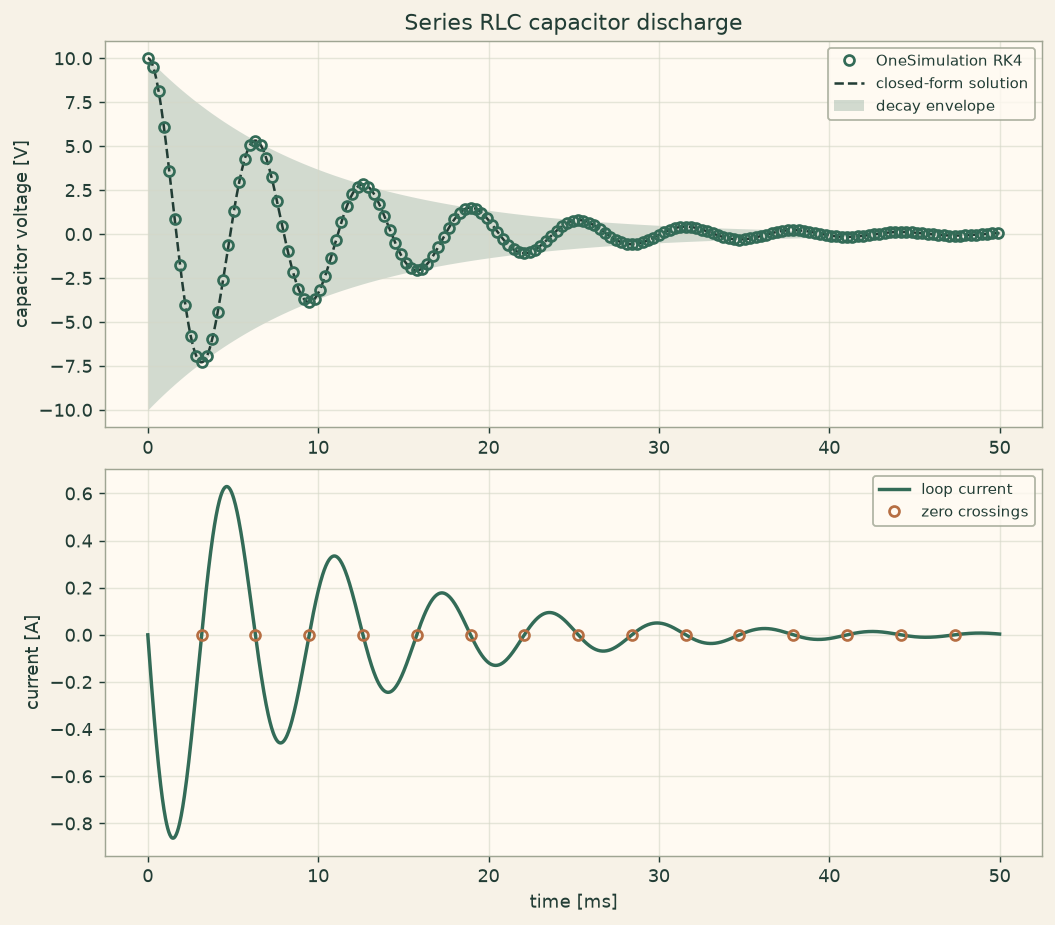 Series RLC capacitor discharge
OneSimulation RK4
closed-form solution
decay envelope
capacitor voltage [V]
10.0
7.5
5.0
2.5
0.0
−2.5
−5.0
−7.5
−10.0
0 10 20 30 40 50
loop current
zero crossings
current [A]
0.6
0.4
0.2
0.0
−0.2
−0.4
−0.6
−0.8
0 10 20 30 40 50
time [ms]